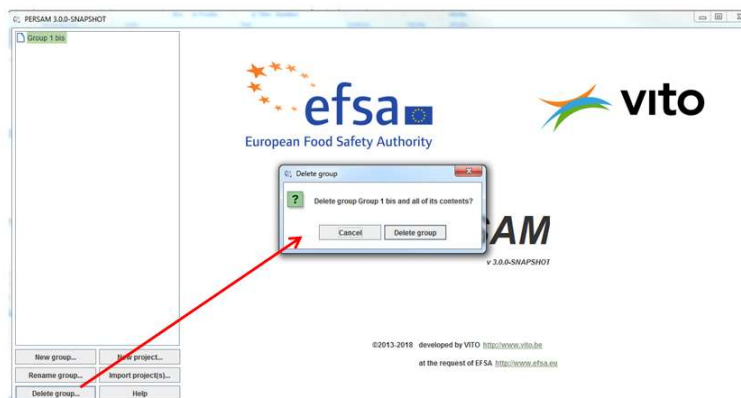 PERSAM 3.0.0-SNAPSHOT
Group 1 bis
efsa
European Food Safety Authority
vito
Delete group
Delete group Group 1 bis and all of its contents?
Cancel
Delete group
SAM
v 3.0.0-SNAPSHOT
©2013-2018 developed by VITO http://www.vito.be
at the request of EFSA http://www.efsa.eu
New group...
New project...
Rename group...
Import project(s)...
Delete group...
Help